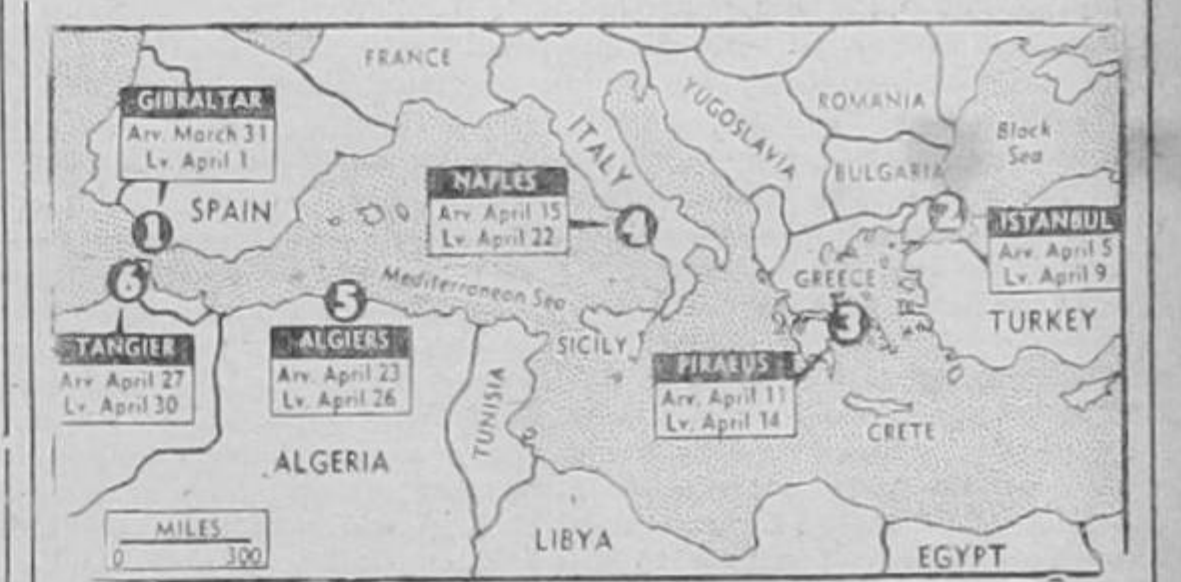 FRANCE
GIBRALTAR
Arv. March 31
Lv. April 1
SPAIN
1
ITALY
YUGOSLAVIA
ROMANIA
BULGARIA
Black
Sea
NAPLES
Arv. April 15
Lv. April 22
4
2
ISTANBUL
Arv. April 5
Lv. April 9
TURKEY
GREECE
3
Mediterranean Sea
6
TANGIER
Arv. April 27
Lv. April 30
5
ALGIERS
Arv. April 23
Lv. April 26
SICILY
PIRAEUS
Arv. April 11
Lv. April 14
CRETE
TUNISIA
ALGERIA
LIBYA
EGYPT
MILES
0 300